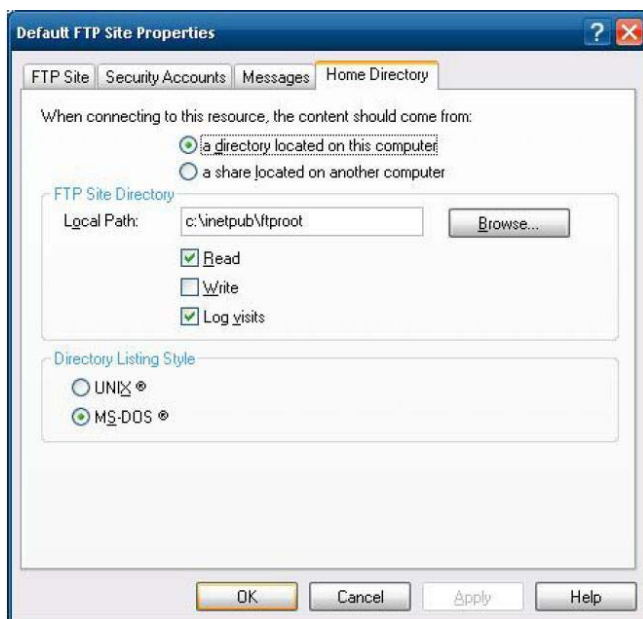 Default FTP Site Properties
FTP Site
Security Accounts
Messages
Home Directory
When connecting to this resource, the content should come from:
a directory located on this computer
a share located on another computer
FTP Site Directory
Local Path:
c:\inetpub\ftproot
Browse...
Read
Write
Log visits
Directory Listing Style
UNIX ®
MS-DOS ®
OK
Cancel
Apply
Help